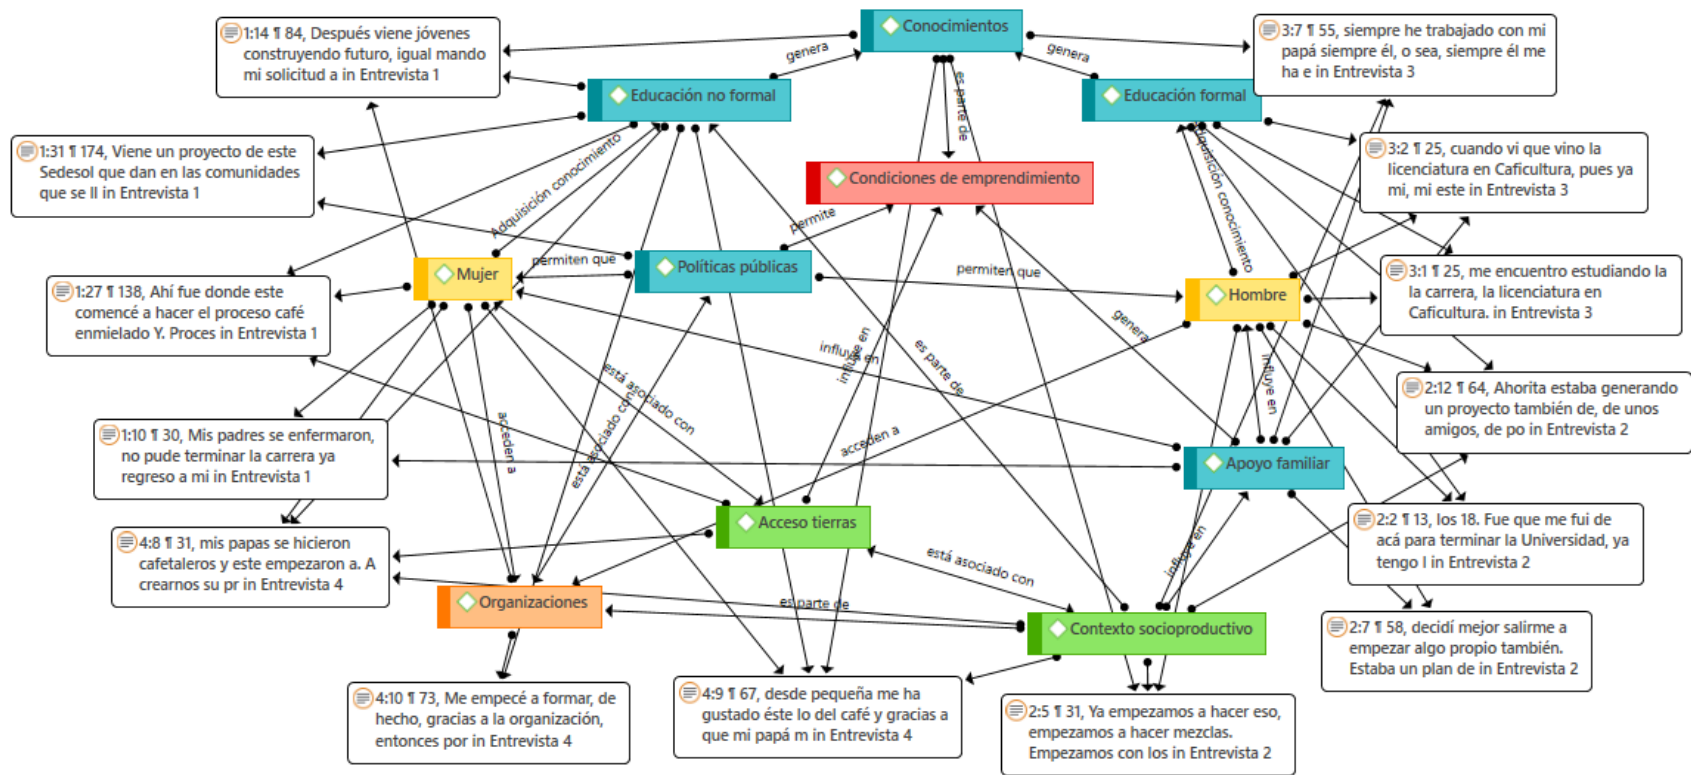 Conocimientos
1:14 ¶ 84, Después viene jóvenes
construyendo futuro, igual mando
mi solicitud a in Entrevista 1
3:7 ¶ 55, siempre he trabajado con mi
papá siempre él, o sea, siempre él me
ha e in Entrevista 3
genera
genera
Educación no formal
Educación formal
es parte de
1:31 ¶ 174, Viene un proyecto de este
Sedesol que dan en las comunidades
que se ll in Entrevista 1
3:2 ¶ 25, cuando vi que vino la
licenciatura en Caficultura, pues ya
mi, mi este in Entrevista 3
Adquisición conocimiento
Adquisición conocimiento
Condiciones de emprendimiento
permite
Mujer
permiten que
Políticas públicas
permiten que
Hombre
3:1 ¶ 25, me encuentro estudiando la
la carrera, la licenciatura en
Caficultura. in Entrevista 3
1:27 ¶ 138, Ahí fue donde este
comencé a hacer el proceso café
enmielado Y. Proces in Entrevista 1
genera
influye en
influye en
es parte de
influye en
está asociado con
está asociado con
2:12 ¶ 64, Ahorita estaba generando
un proyecto también de, de unos
amigos, de po in Entrevista 2
1:10 ¶ 30, Mis padres se enfermaron,
no pude terminar la carrera ya
regreso a mi in Entrevista 1
acceden a
acceden a
Apoyo familiar
Acceso tierras
2:2 ¶ 13, los 18. Fue que me fui de
acá para terminar la Universidad, ya
tengo l in Entrevista 2
4:8 ¶ 31, mis papas se hicieron
cafetaleros y este empezaron a. A
crearnos su pr in Entrevista 4
está asociado con
influye en
Organizaciones
es parte de
Contexto socioproductivo
2:7 ¶ 58, decidí mejor salirme a
empezar algo propio también.
Estaba un plan de in Entrevista 2
4:10 ¶ 73, Me empecé a formar, de
hecho, gracias a la organización,
entonces por in Entrevista 4
4:9 ¶ 67, desde pequeña me ha
gustado éste lo del café y gracias a
que mi papá m in Entrevista 4
2:5 ¶ 31, Ya empezamos a hacer eso,
empezamos a hacer mezclas.
Empezamos con los in Entrevista 2